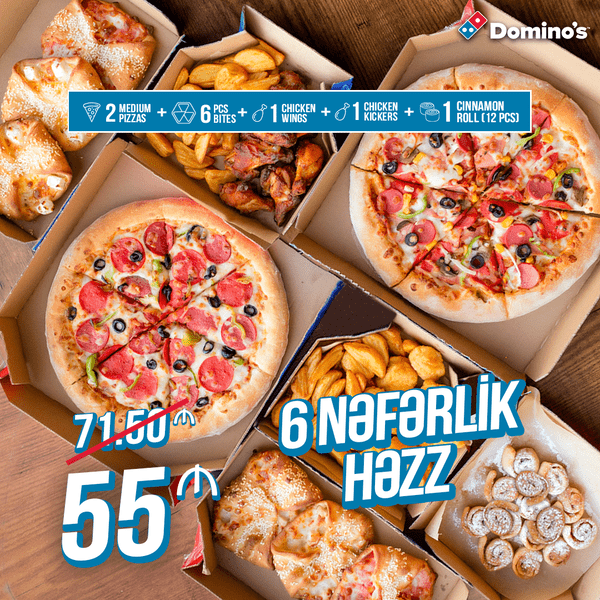 Domino's
2 MEDIUM PIZZAS + 6 PCS BITES + 1 CHICKEN WINGS + 1 CHICKEN KICKERS + 1 CINNAMON ROLL (12 PCS)
71.50 ₼
55 ₼
6 NƏFƏRLİK
HƏZZ